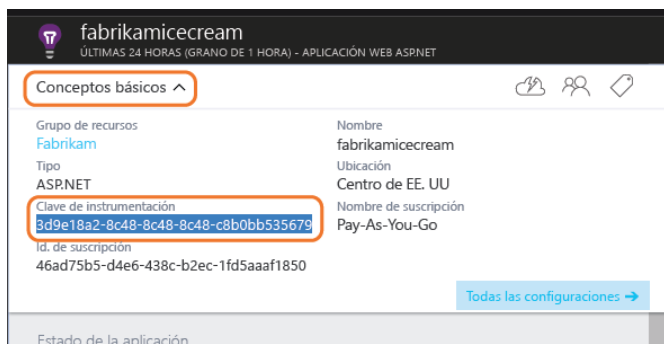 fabrikamicecream
ÚLTIMAS 24 HORAS (GRANO DE 1 HORA) - APLICACIÓN WEB ASP.NET
Conceptos básicos
Grupo de recursos
Fabrikam
Nombre
fabrikamicecream
Tipo
ASP.NET
Ubicación
Centro de EE. UU
Clave de instrumentación
3d9e18a2-8c48-8c48-8c48-c8b0bb535679
Nombre de suscripción
Pay-As-You-Go
Id. de suscripción
46ad75b5-d4e6-438c-b2ec-1fd5aaaf1850
Todas las configuraciones →
Estado de la aplicación